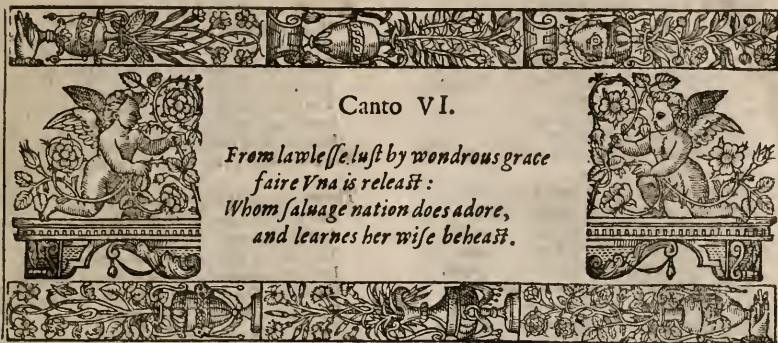 Canto VI.
From lawleſſe luſt by wondrous grace
faire Vna is releaſt:
Whom ſaluage nation does adore,
and learnes her wiſe beheaſt.